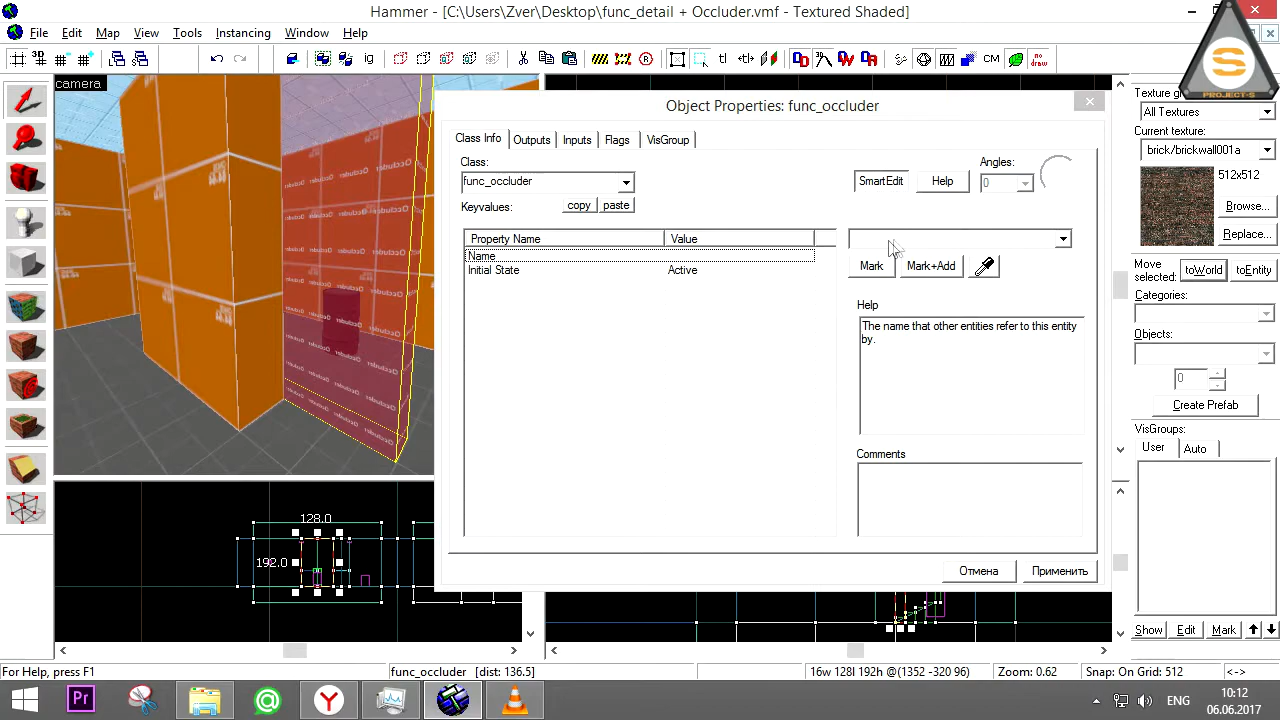 Hammer - [C:\Users\Zver\Desktop\func_detail + Occluder.vmf - Textured Shaded]
File Edit Map View Tools Instancing Window Help
camera
Object Properties: func_occluder
Class Info Outputs Inputs Flags VisGroup
Class:
func_occluder
Keyvalues:
copy paste
SmartEdit Help
Angles:
0
Property Name Value
Name
Initial State Active
Mark Mark+Add
Help
The name that other entities refer to this entity
by.
Comments
Отмена Применить
S
PROJECT-S
All Textures
Current texture:
brick/brickwall001a
512x512
Browse...
Replace...
Move
selected:
toWorld toEntity
Categories:
Objects:
0
Create Prefab
VisGroups:
User Auto
Show Edit Mark
Occluder
128.0
192.0
For Help, press F1
func_occluder [dist: 136.5]
16w 128l 192h @(1352 -320 96)
Zoom: 0.62
Snap: On Grid: 512
<->
Pr
ENG
10:12
06.06.2017